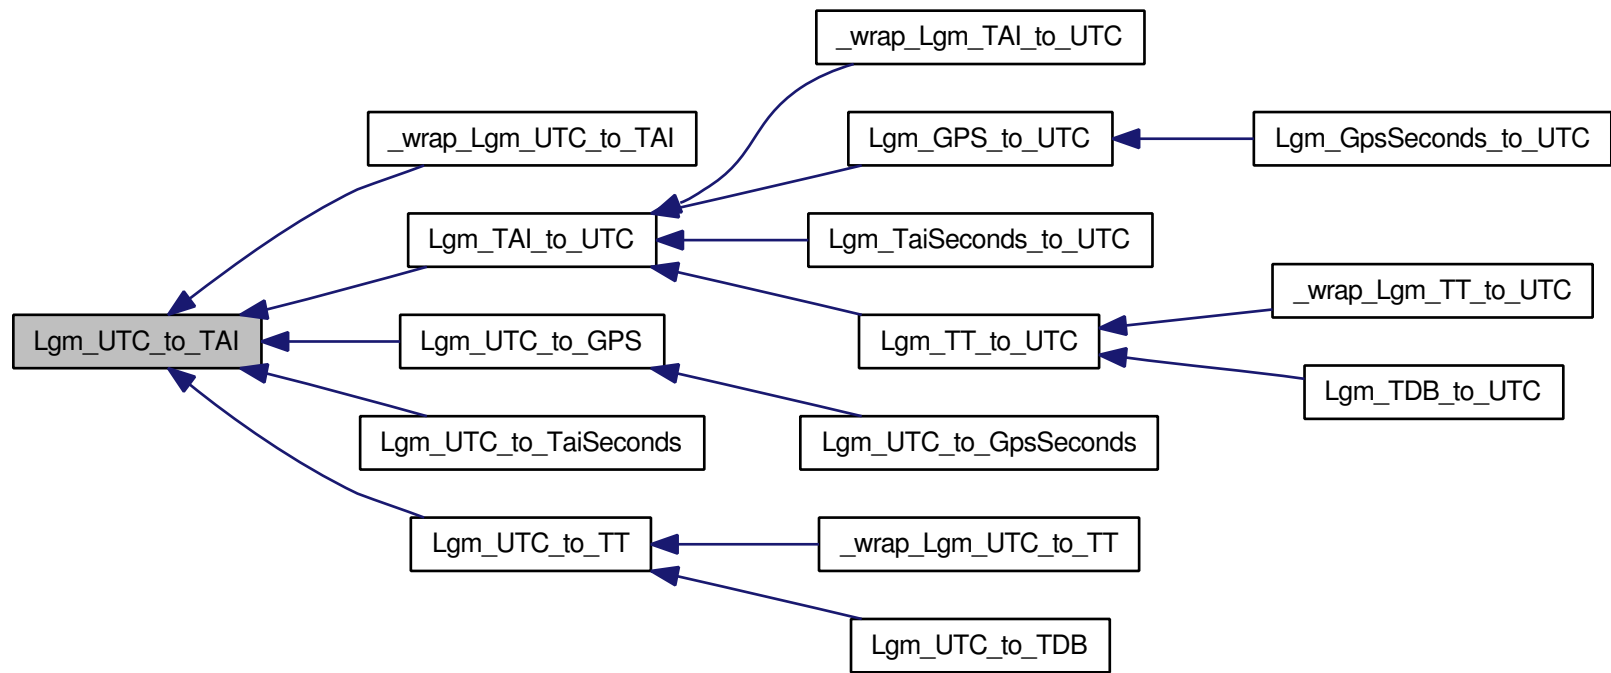 _wrap_Lgm_TAI_to_UTC
_wrap_Lgm_UTC_to_TAI
Lgm_GPS_to_UTC
Lgm_GpsSeconds_to_UTC
Lgm_TAI_to_UTC
Lgm_TaiSeconds_to_UTC
_wrap_Lgm_TT_to_UTC
Lgm_UTC_to_TAI
Lgm_UTC_to_GPS
Lgm_TT_to_UTC
Lgm_TDB_to_UTC
Lgm_UTC_to_TaiSeconds
Lgm_UTC_to_GpsSeconds
Lgm_UTC_to_TT
_wrap_Lgm_UTC_to_TT
Lgm_UTC_to_TDB